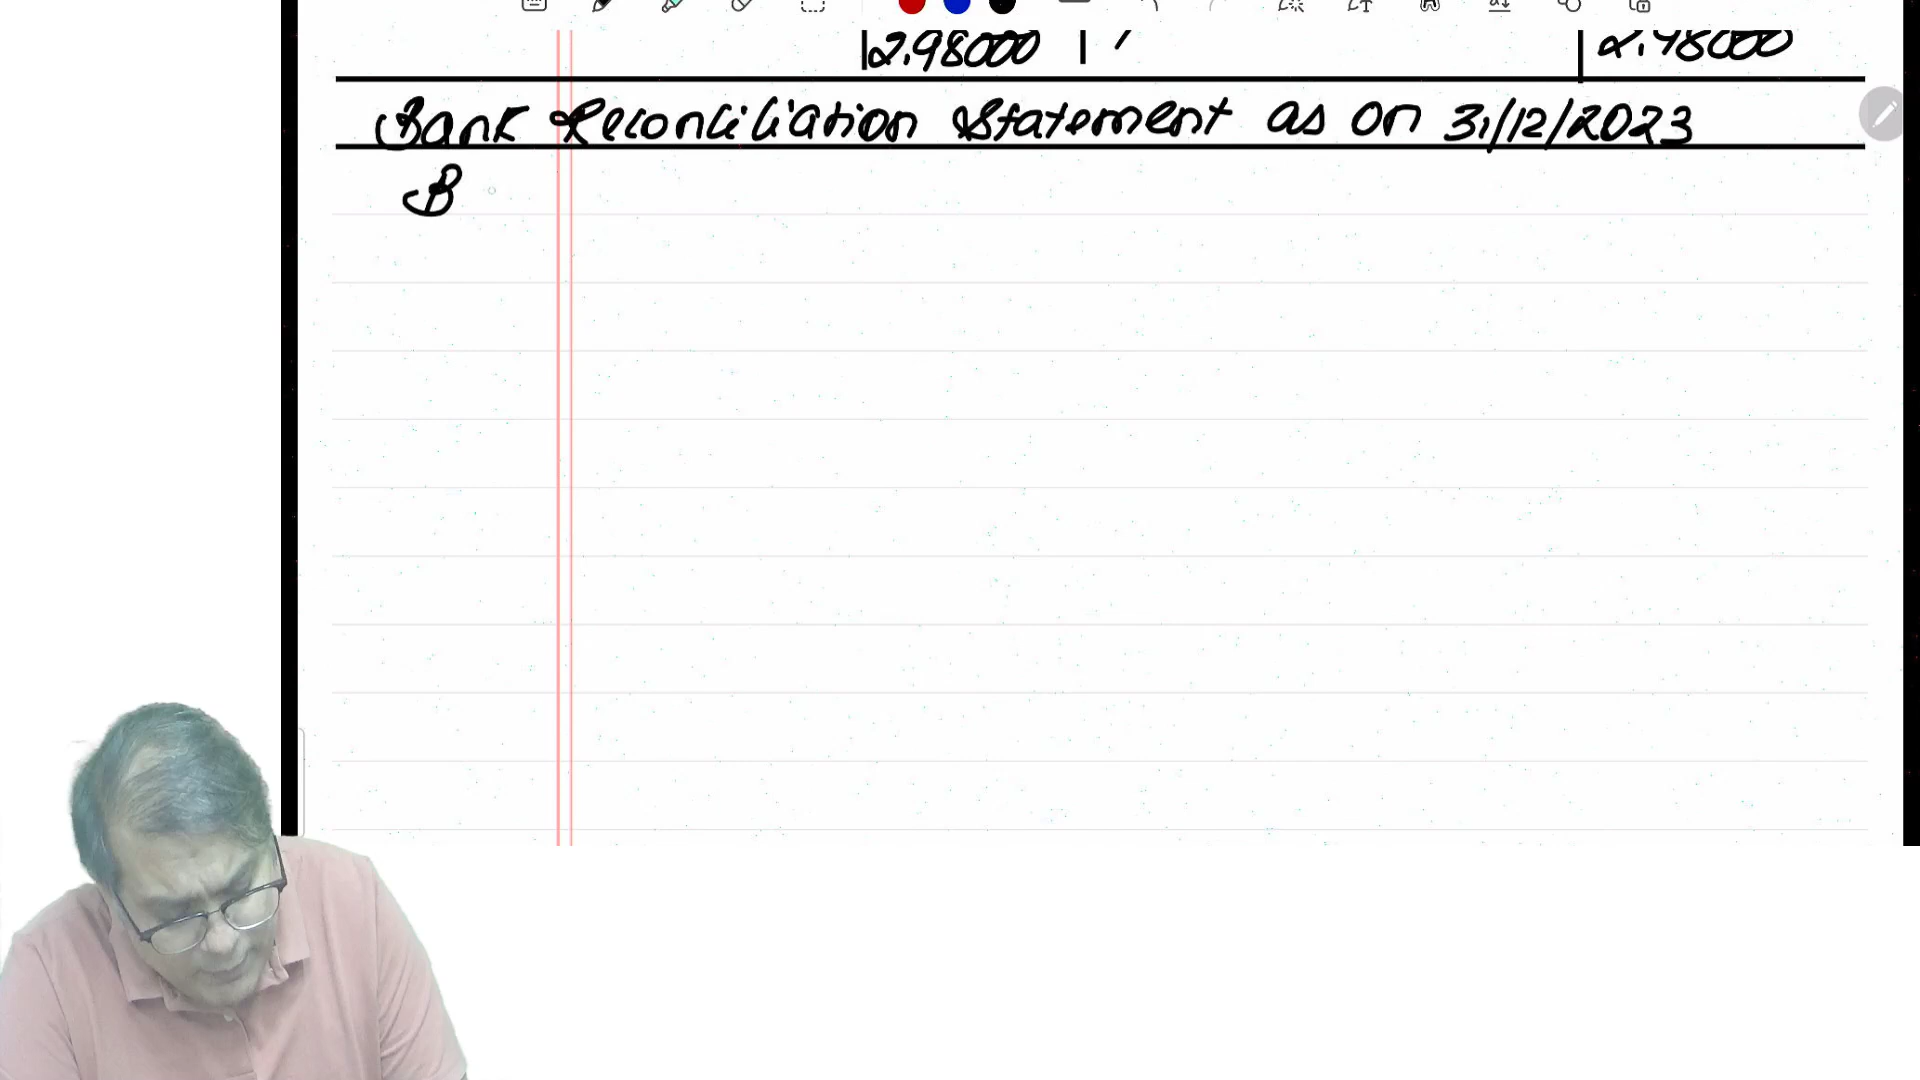 2,98000 2,98000
Bank Reconciliation Statement as on 31/12/2023
B